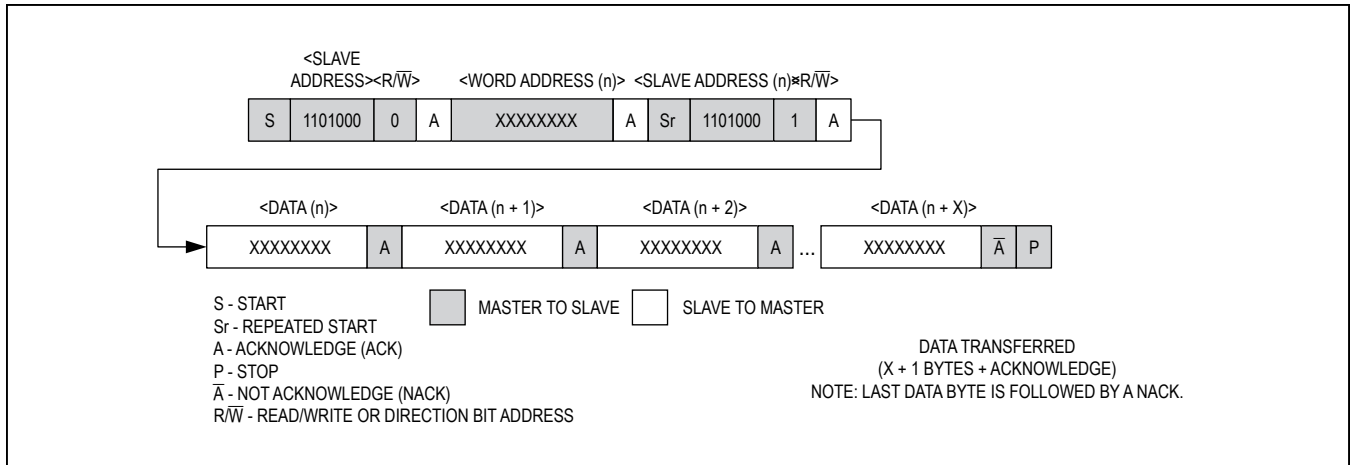 <SLAVE
ADDRESS><R/W̅> <WORD ADDRESS (n)> <SLAVE ADDRESS (n)><R/W̅>
S 1101000 0 A XXXXXXXX A Sr 1101000 1 A
<DATA (n)> <DATA (n + 1)> <DATA (n + 2)> <DATA (n + X)>
XXXXXXXX A XXXXXXXX A XXXXXXXX A ... XXXXXXXX A̅ P
S - START
Sr - REPEATED START
A - ACKNOWLEDGE (ACK)
P - STOP
A̅ - NOT ACKNOWLEDGE (NACK)
R/W̅ - READ/WRITE OR DIRECTION BIT ADDRESS
MASTER TO SLAVE SLAVE TO MASTER
DATA TRANSFERRED
(X + 1 BYTES + ACKNOWLEDGE)
NOTE: LAST DATA BYTE IS FOLLOWED BY A NACK.